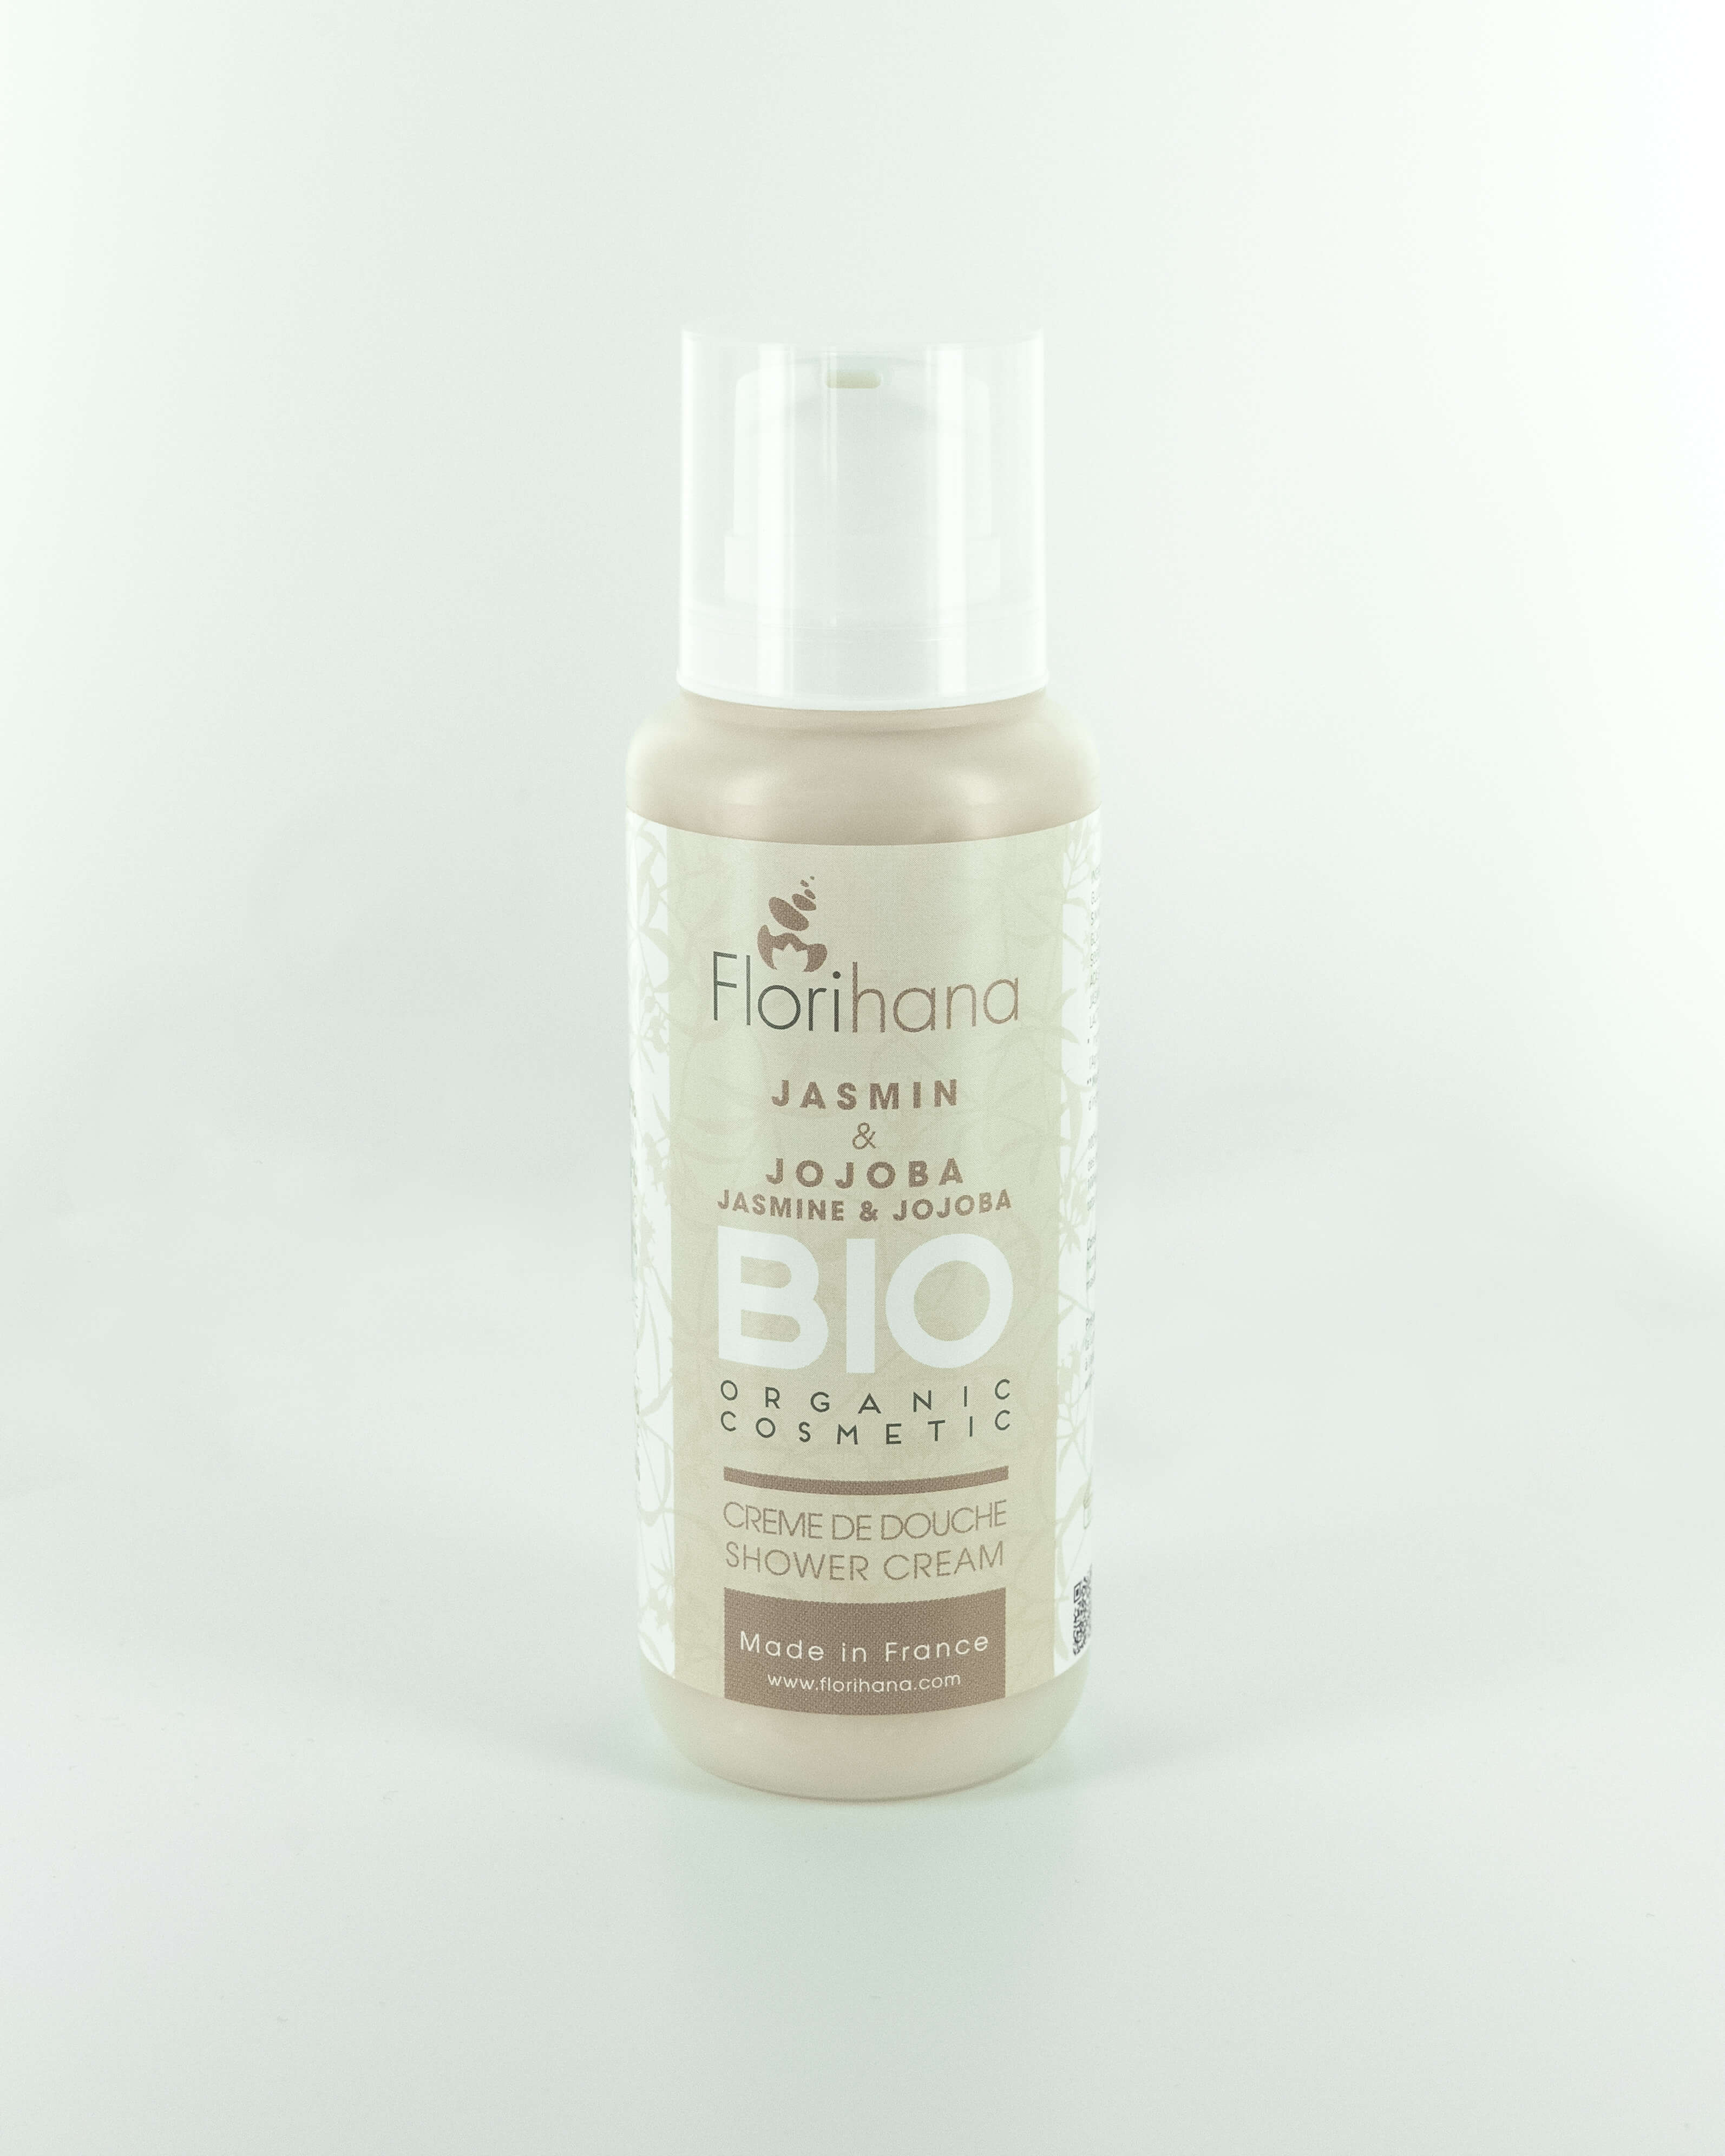 Florihana
JASMIN
&
JOJOBA
JASMINE & JOJOBA
BIO
ORGANIC
COSMETIC
CREME DE DOUCHE
SHOWER CREAM
Made in France
www.florihana.com